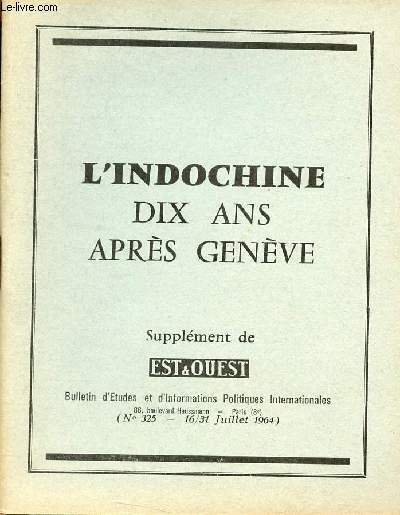 Le-livre.com
L'INDOCHINE
DIX ANS
APRÈS GENÈVE
Supplément de
EST & OUEST
Bulletin d'Etudes et d'Informations Politiques Internationales
86, boulevard Haussmann - Paris (8e)
(N° 325 - 16/31 Juillet 1964)